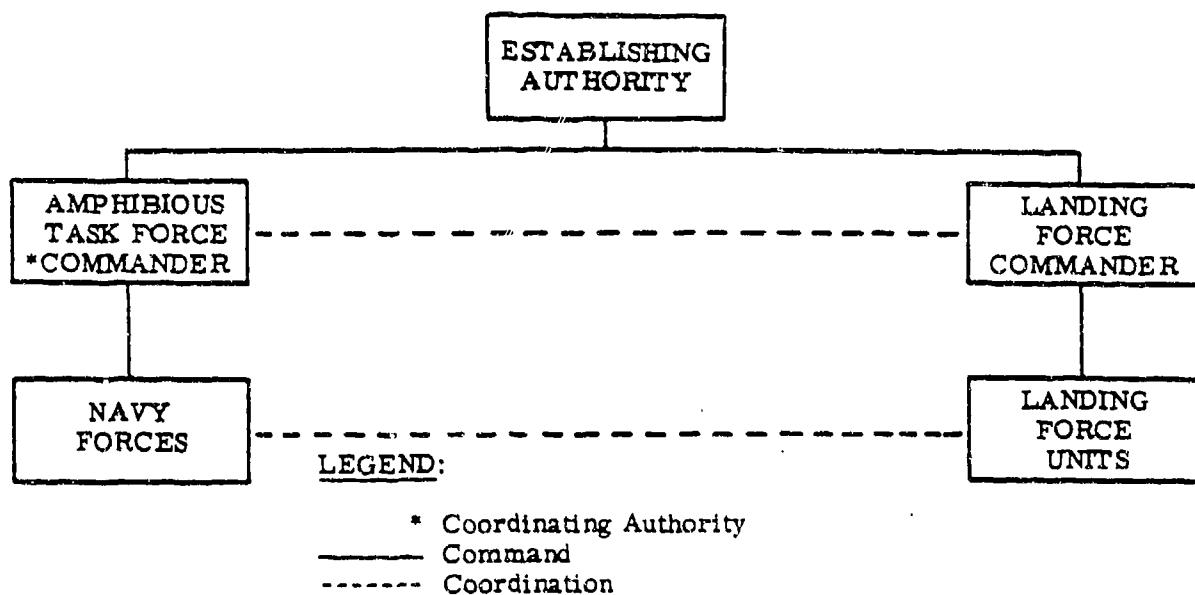 ESTABLISHING
AUTHORITY
AMPHIBIOUS
TASK FORCE
*COMMANDER
LANDING
FORCE
COMMANDER
NAVY
FORCES
LANDING
FORCE
UNITS
LEGEND:
* Coordinating Authority
Command
Coordination